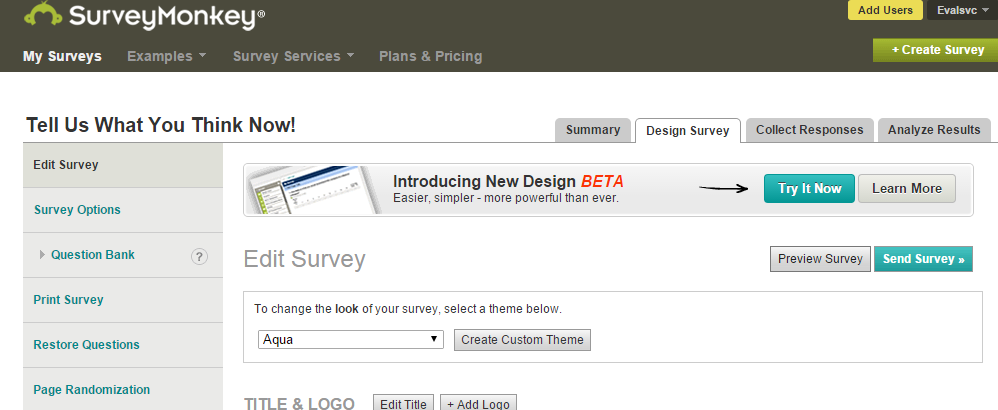 SurveyMonkey®
Add Users
Evalsvc
My Surveys Examples Survey Services Plans & Pricing
+ Create Survey
Tell Us What You Think Now!
Summary Design Survey Collect Responses Analyze Results
Edit Survey
Survey Options
Question Bank ?
Print Survey
Restore Questions
Page Randomization
Introducing New Design BETA
Easier, simpler - more powerful than ever.
Try It Now Learn More
Edit Survey
Preview Survey Send Survey »
To change the look of your survey, select a theme below.
Aqua Create Custom Theme
TITLE & LOGO Edit Title + Add Logo